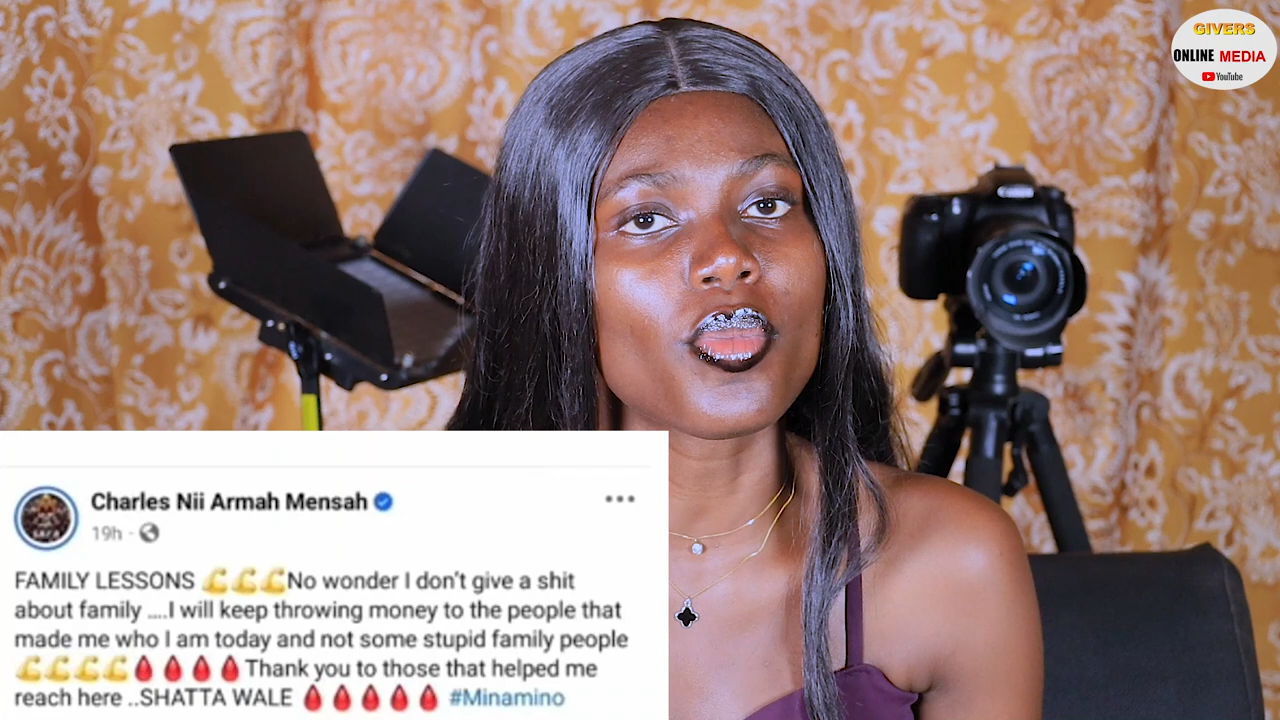 GIVERS
ONLINE MEDIA
YouTube
Canon
Charles Nii Armah Mensah
19h ·
FAMILY LESSONS 💪💪💪No wonder I don't give a shit
about family ....I will keep throwing money to the people that
made me who I am today and not some stupid family people
💪💪💪💪🩸🩸🩸🩸Thank you to those that helped me
reach here ..SHATTA WALE 🩸🩸🩸🩸🩸 #Minamino